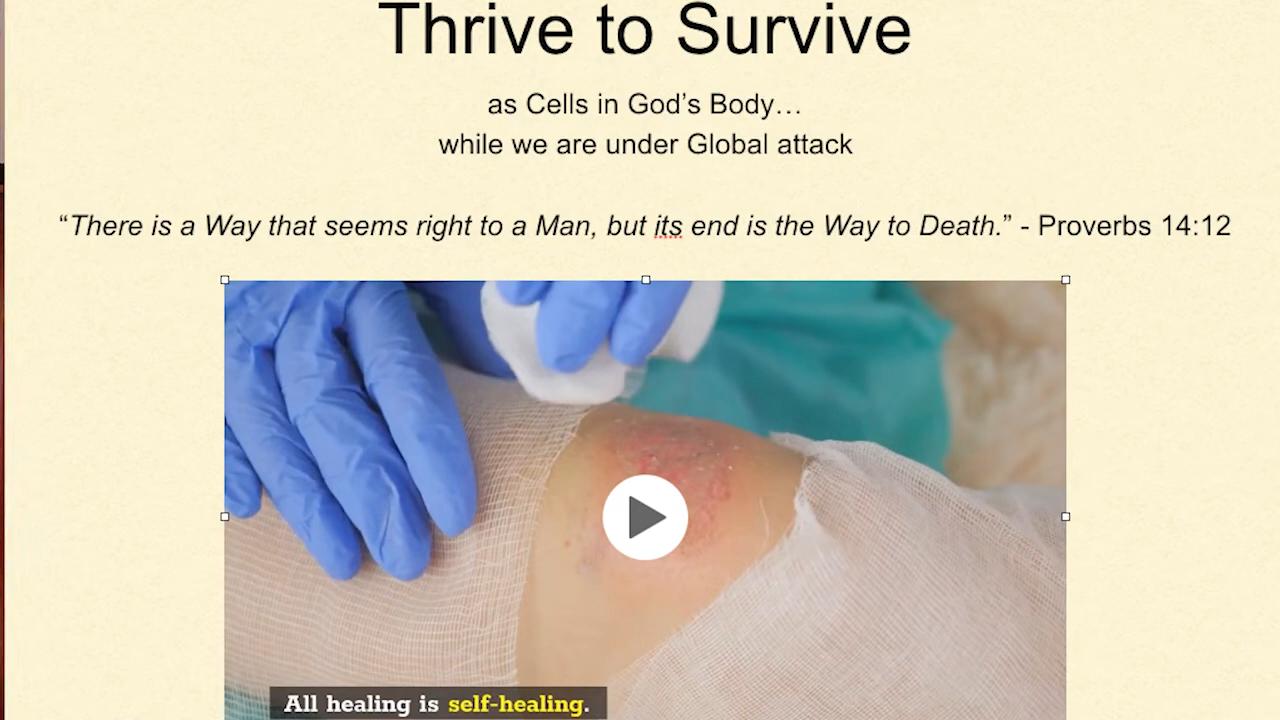 Thrive to Survive
as Cells in God’s Body…
while we are under Global attack
“There is a Way that seems right to a Man, but its end is the Way to Death.” - Proverbs 14:12
All healing is self-healing.